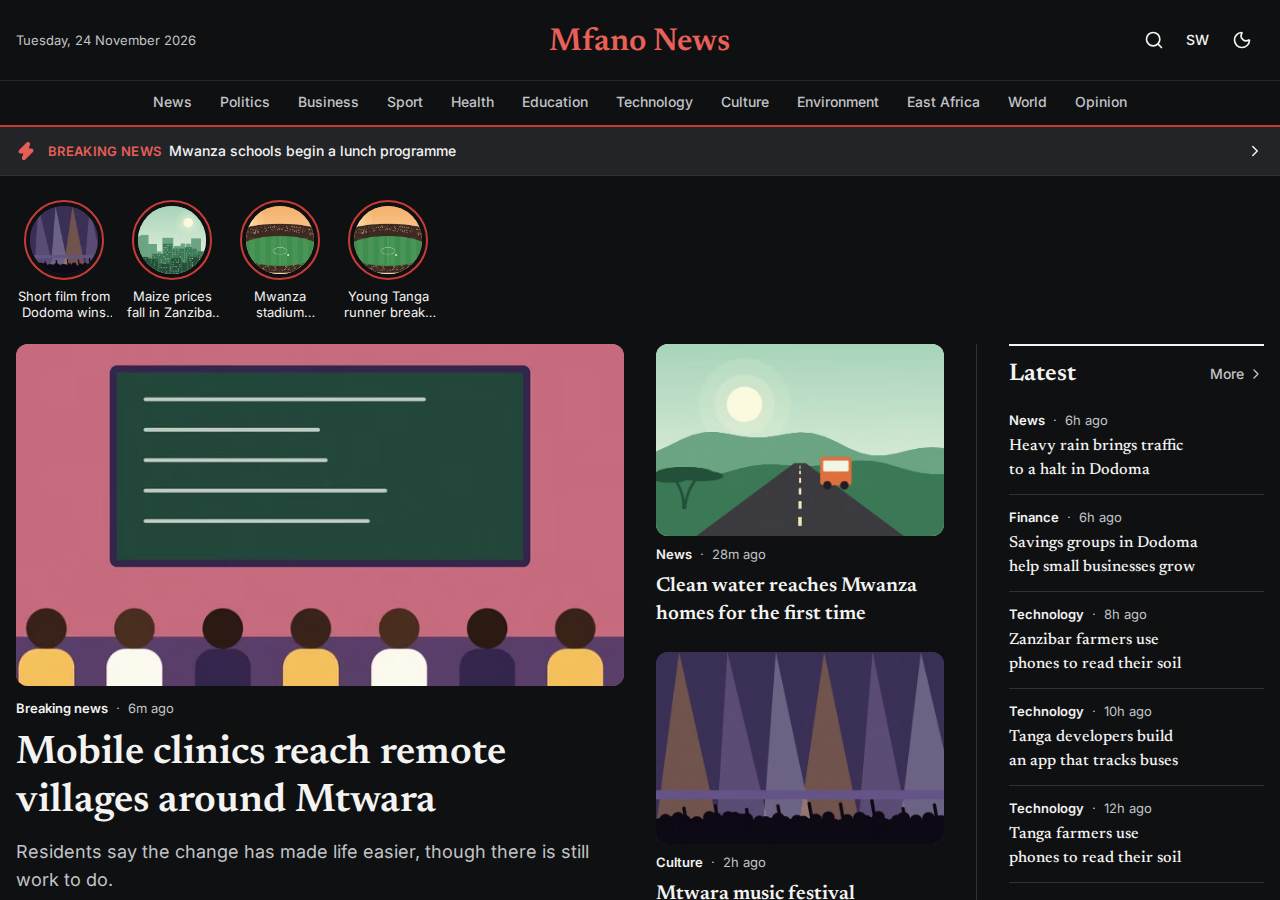 Tuesday, 24 November 2026
Mfano News
SW
News Politics Business Sport Health Education Technology Culture Environment East Africa World Opinion
BREAKING NEWS Mwanza schools begin a lunch programme
Short film from
Dodoma wins..
Maize prices
fall in Zanziba..
Mwanza
stadium...
Young Tanga
runner break...
Breaking news · 6m ago
Mobile clinics reach remote
villages around Mtwara
Residents say the change has made life easier, though there is still
work to do.
News · 28m ago
Clean water reaches Mwanza
homes for the first time
Culture · 2h ago
Mtwara music festival
Latest
More
News · 6h ago
Heavy rain brings traffic
to a halt in Dodoma
Finance · 6h ago
Savings groups in Dodoma
help small businesses grow
Technology · 8h ago
Zanzibar farmers use
phones to read their soil
Technology · 10h ago
Tanga developers build
an app that tracks buses
Technology · 12h ago
Tanga farmers use
phones to read their soil